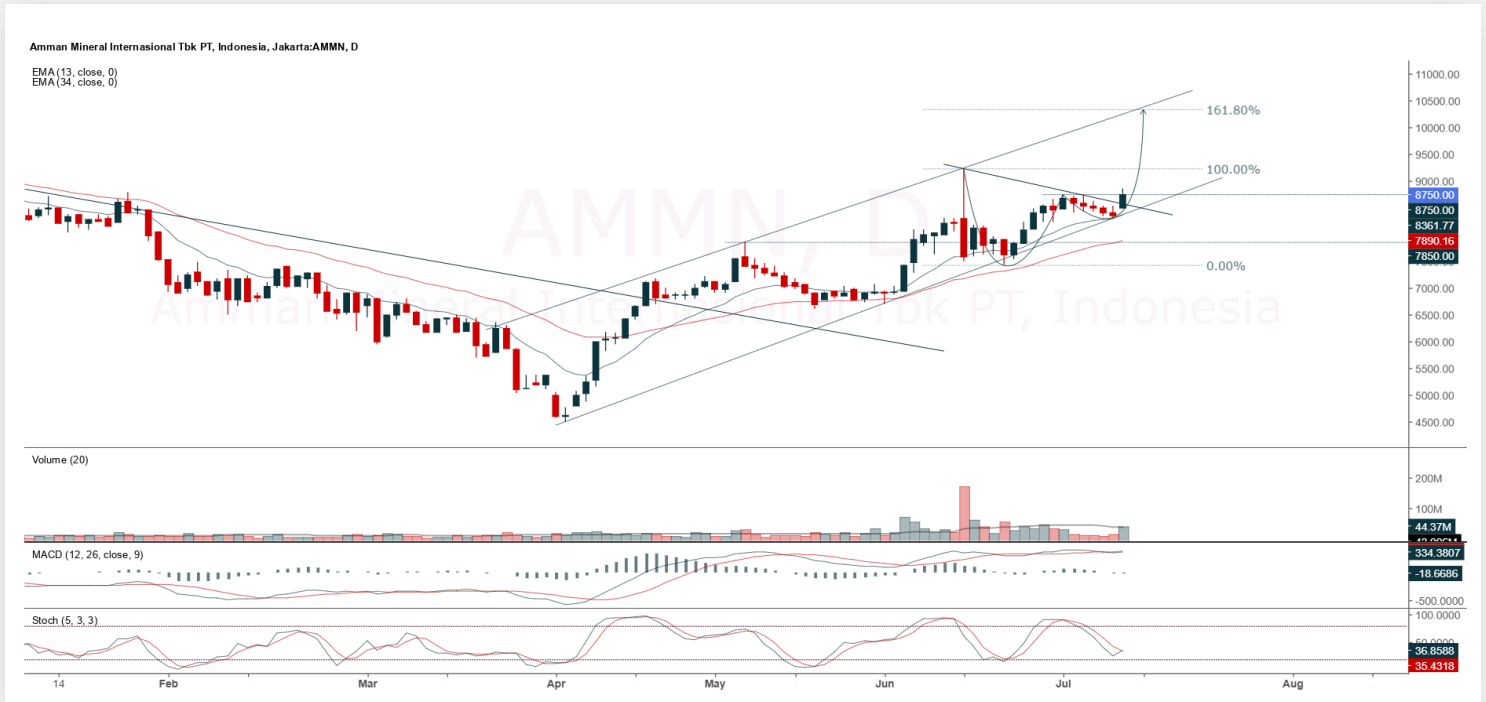 Amman Mineral Internasional Tbk PT, Indonesia, Jakarta:AMMN, D
EMA (13, close, 0)
EMA (34, close, 0)
AMMN, D
Amman Mineral Internasional Tbk PT, Indonesia
161.80%
100.00%
0.00%
11000.00
10500.00
10000.00
9500.00
9000.00
8750.00
8750.00
8361.77
7890.16
7850.00
7000.00
6500.00
6000.00
5500.00
5000.00
4500.00
Volume (20)
200M
100M
44.37M
MACD (12, 26, close, 9)
334.3807
-18.6686
-500.0000
Stoch (5, 3, 3)
100.0000
36.8588
35.4318
14 Feb Mar Apr May Jun Jul Aug